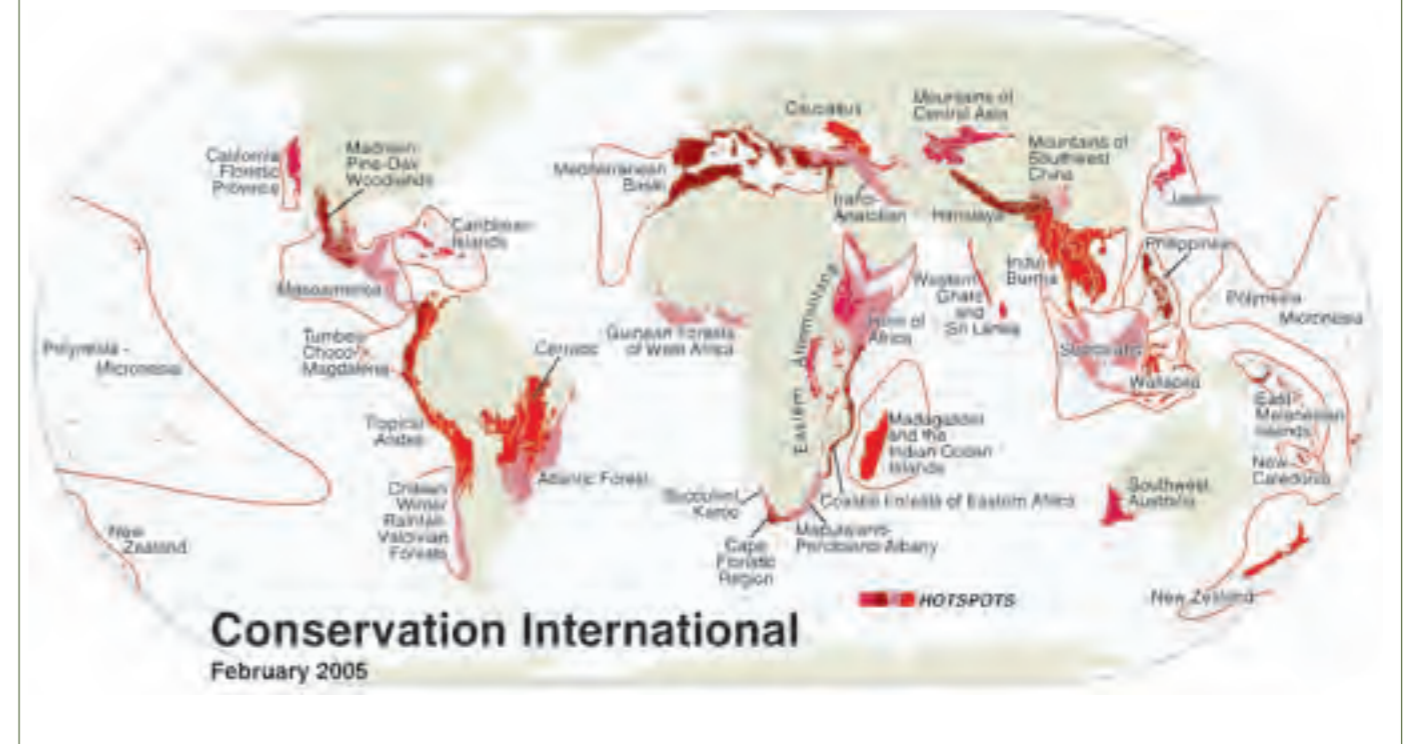 Caucasus
Mountains of
Central Asia
California
Floristic
Province
Madrean
Pine-Oak
Woodlands
Mediterranean
Basin
Mountains of
Southwest
China
Irano-
Anatolian
Himalaya
Japan
Caribbean
Islands
Philippines
Indo-
Burma
Mesoamerica
Western
Ghats
and
Sri Lanka
Polynesia
Micronesia
Horn of
Africa
Guinean Forests
of West Africa
Eastern Afromontane
Tumbes-
Chocó-
Magdalena
Cerrado
Polynesia -
Micronesia
Sundaland
Wallacea
East
Melanesian
Islands
Tropical
Andes
Madagascar
and the
Indian Ocean
Islands
Atlantic Forest
New
Caledonia
Chilean
Winter
Rainfall-
Valdivian
Forests
Succulent
Karoo
Coastal Forests of Eastern Africa
Southwest
Australia
Cape
Floristic
Region
Maputaland-
Pondoland-Albany
New
Zealand
New Zealand
HOTSPOTS
Conservation International
February 2005